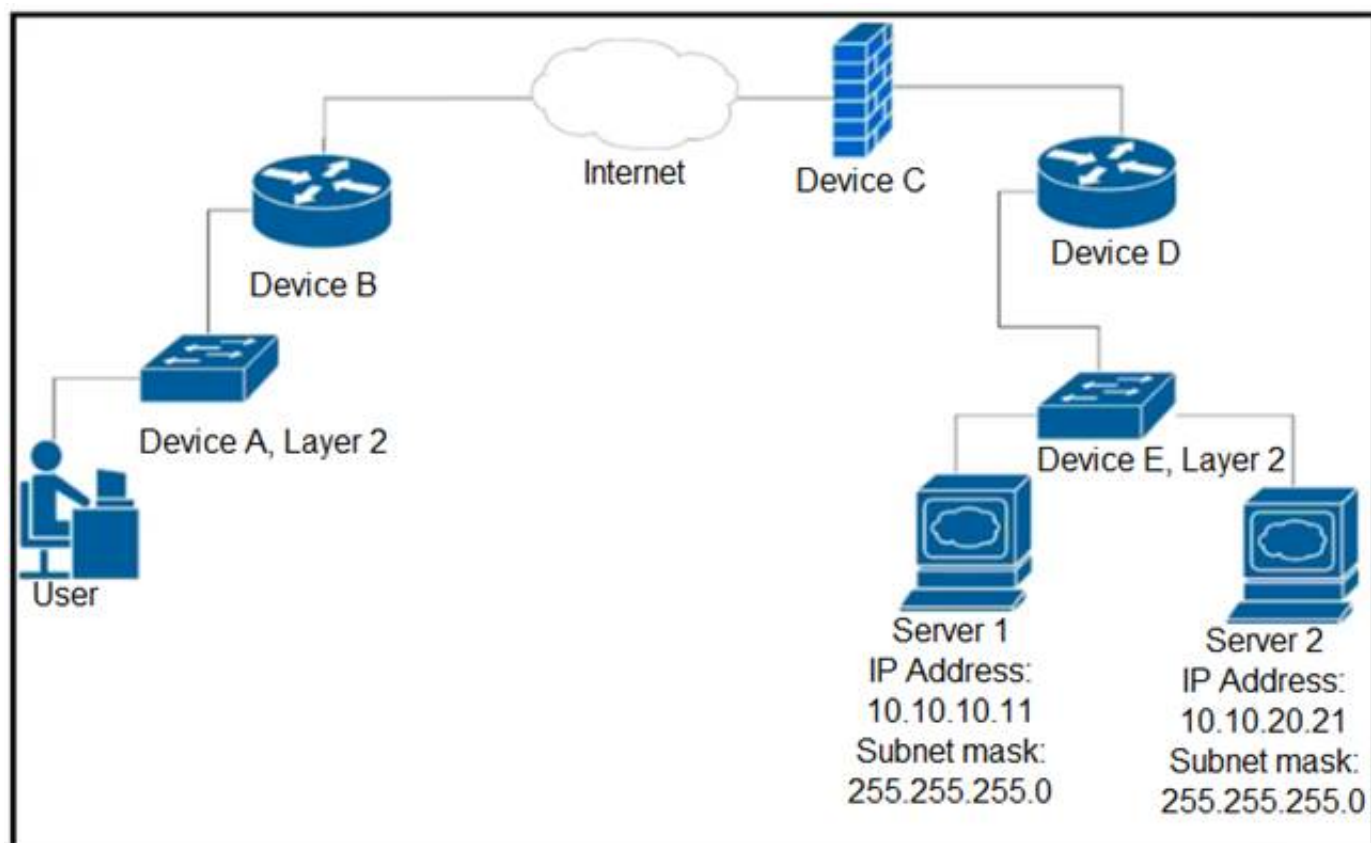 Internet
Device C
Device B
Device D
Device A, Layer 2
Device E, Layer 2
User
Server 1
IP Address:
10.10.10.11
Subnet mask:
255.255.255.0
Server 2
IP Address:
10.10.20.21
Subnet mask:
255.255.255.0